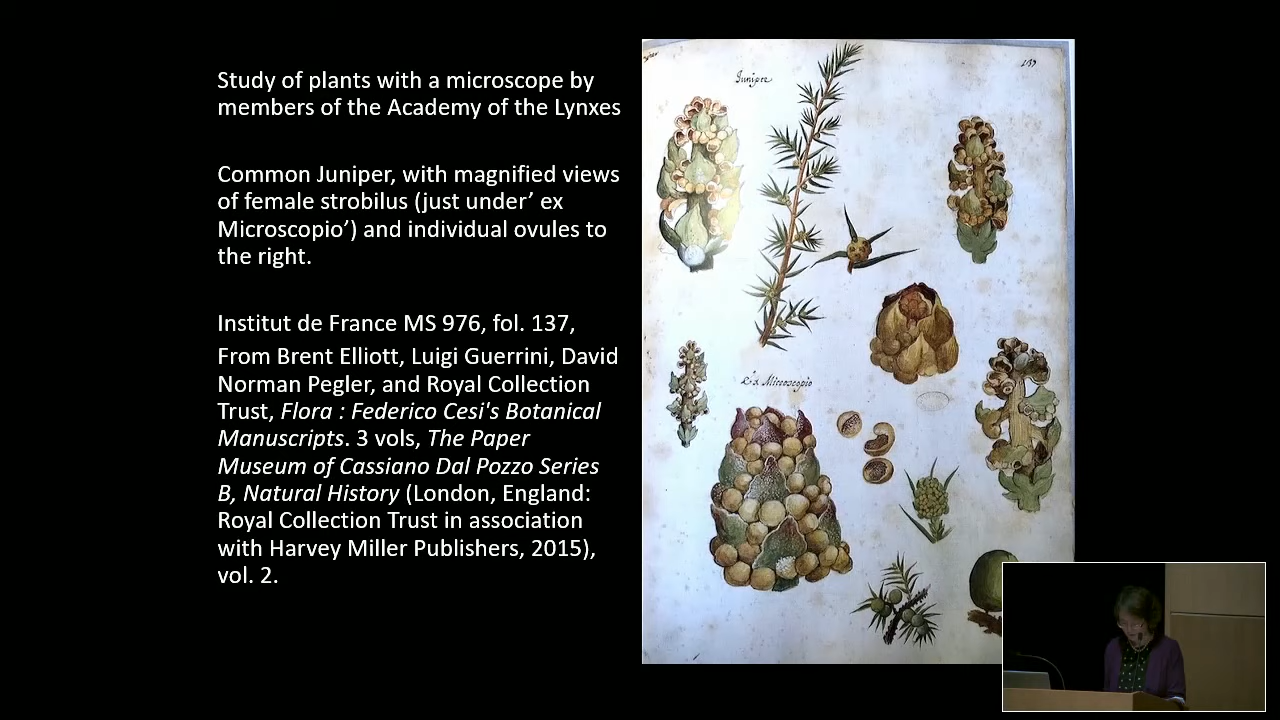 Study of plants with a microscope by
members of the Academy of the Lynxes
Common Juniper, with magnified views
of female strobilus (just under’ ex
Microscopio’) and individual ovules to
the right.
Institut de France MS 976, fol. 137,
From Brent Elliott, Luigi Guerrini, David
Norman Pegler, and Royal Collection
Trust, Flora : Federico Cesi's Botanical
Manuscripts. 3 vols, The Paper
Museum of Cassiano Dal Pozzo Series
B, Natural History (London, England:
Royal Collection Trust in association
with Harvey Miller Publishers, 2015),
vol. 2.
Junipre
137
Microscopio